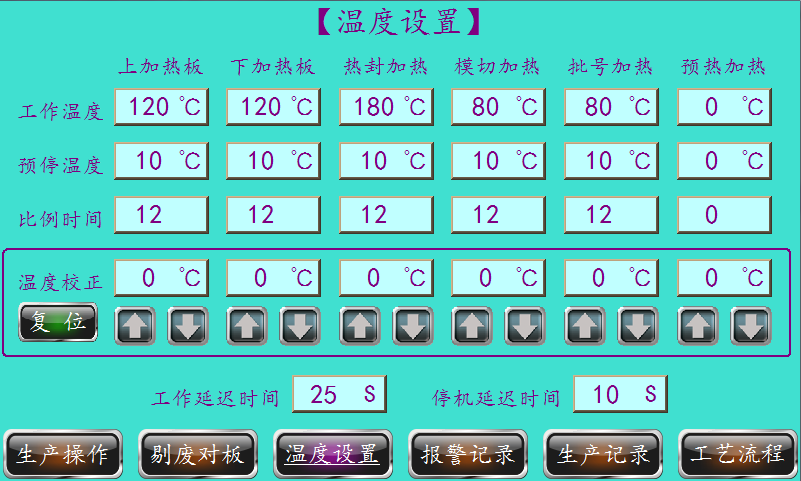 【温度设置】
上加热板 下加热板 热封加热 模切加热 批号加热 预热加热
工作温度 120 ℃ 120 ℃ 180 ℃ 80 ℃ 80 ℃ 0 ℃
预停温度 10 ℃ 10 ℃ 10 ℃ 10 ℃ 10 ℃ 0 ℃
比例时间 12 12 12 12 12 0
温度校正 0 ℃ 0 ℃ 0 ℃ 0 ℃ 0 ℃ 0 ℃
复 位
工作延迟时间 25 S 停机延迟时间 10 S
生产操作 剔废对板 温度设置 报警记录 生产记录 工艺流程